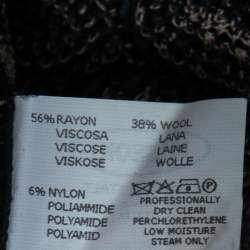 56% RAYON
VISCOSA
VISCOSE
VISKOSE
38% WOOL
LANA
LAINE
WOLLE
6% NYLON
POLIAMMIDE
POLYAMIDE
POLYAMID
PROFESSIONALLY
DRY CLEAN
PERCHLORETHYLENE
LOW MOISTURE
STEAM ONLY